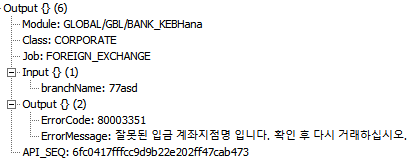 Output {} (6)
Module: GLOBAL/GBL/BANK_KEBHana
Class: CORPORATE
Job: FOREIGN_EXCHANGE
Input {} (1)
branchName: 77asd
Output {} (2)
ErrorCode: 80003351
ErrorMessage: 잘못된 입금 계좌지점명 입니다. 확인 후 다시 거래하십시오.
API_SEQ: 6fc0417fffcc9d9b22e202ff47cab473